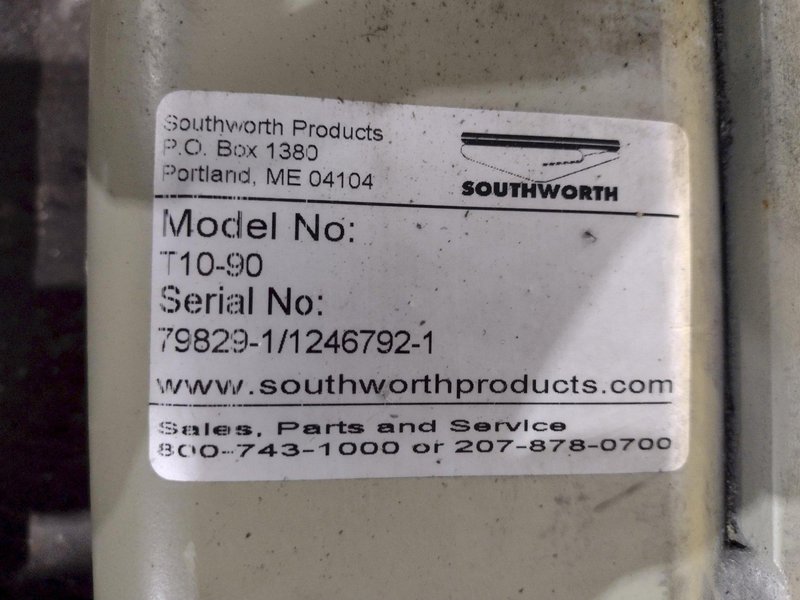 Southworth Products
P.O. Box 1380
Portland, ME 04104
SOUTHWORTH
Model No:
T10-90
Serial No:
79829-1/1246792-1
www.southworthproducts.com
Sales, Parts and Service
800-743-1000 or 207-878-0700